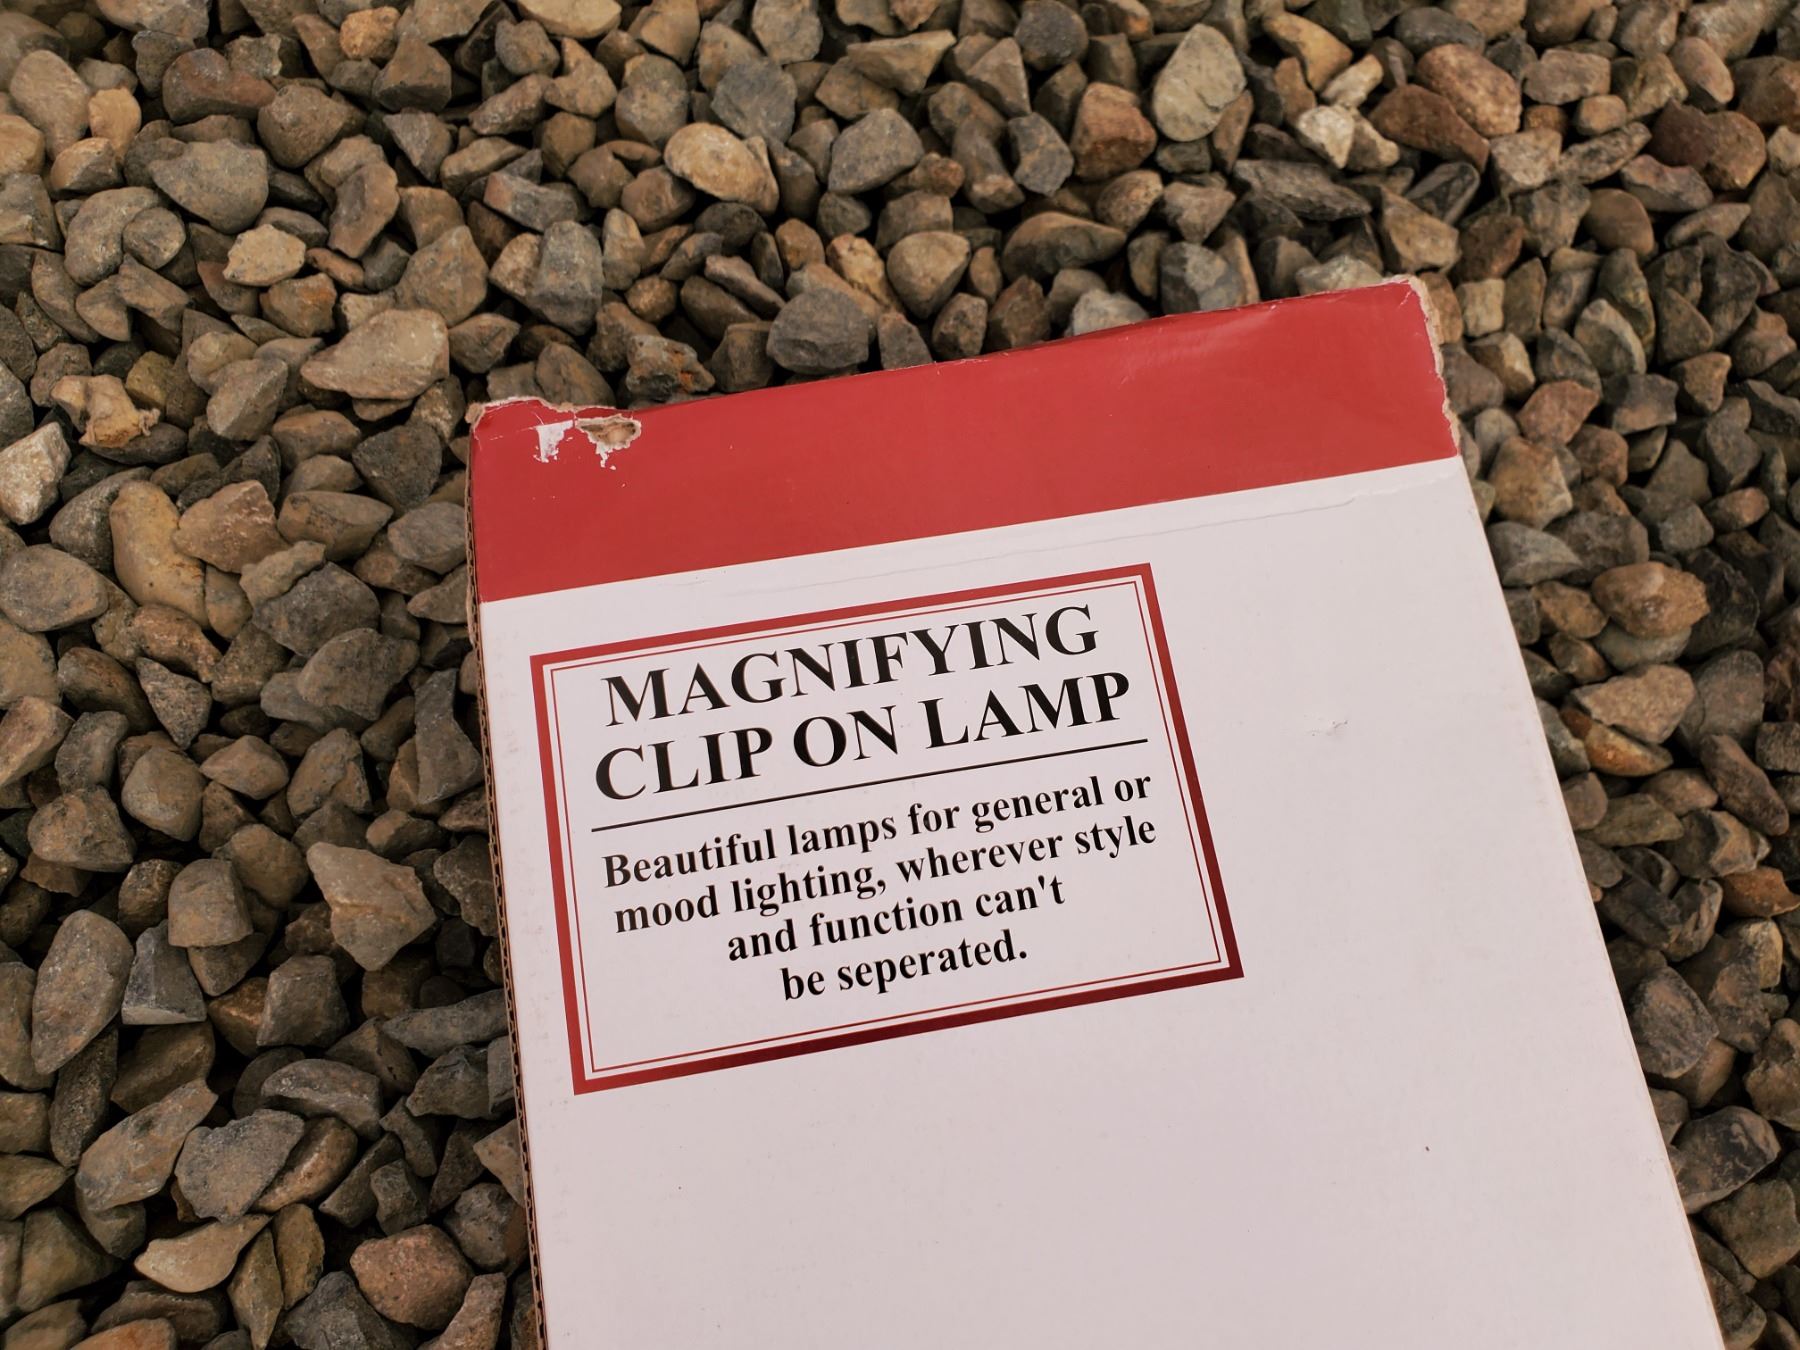 MAGNIFYING
CLIP ON LAMP
Beautiful lamps for general or
mood lighting, wherever style
and function can't
be seperated.